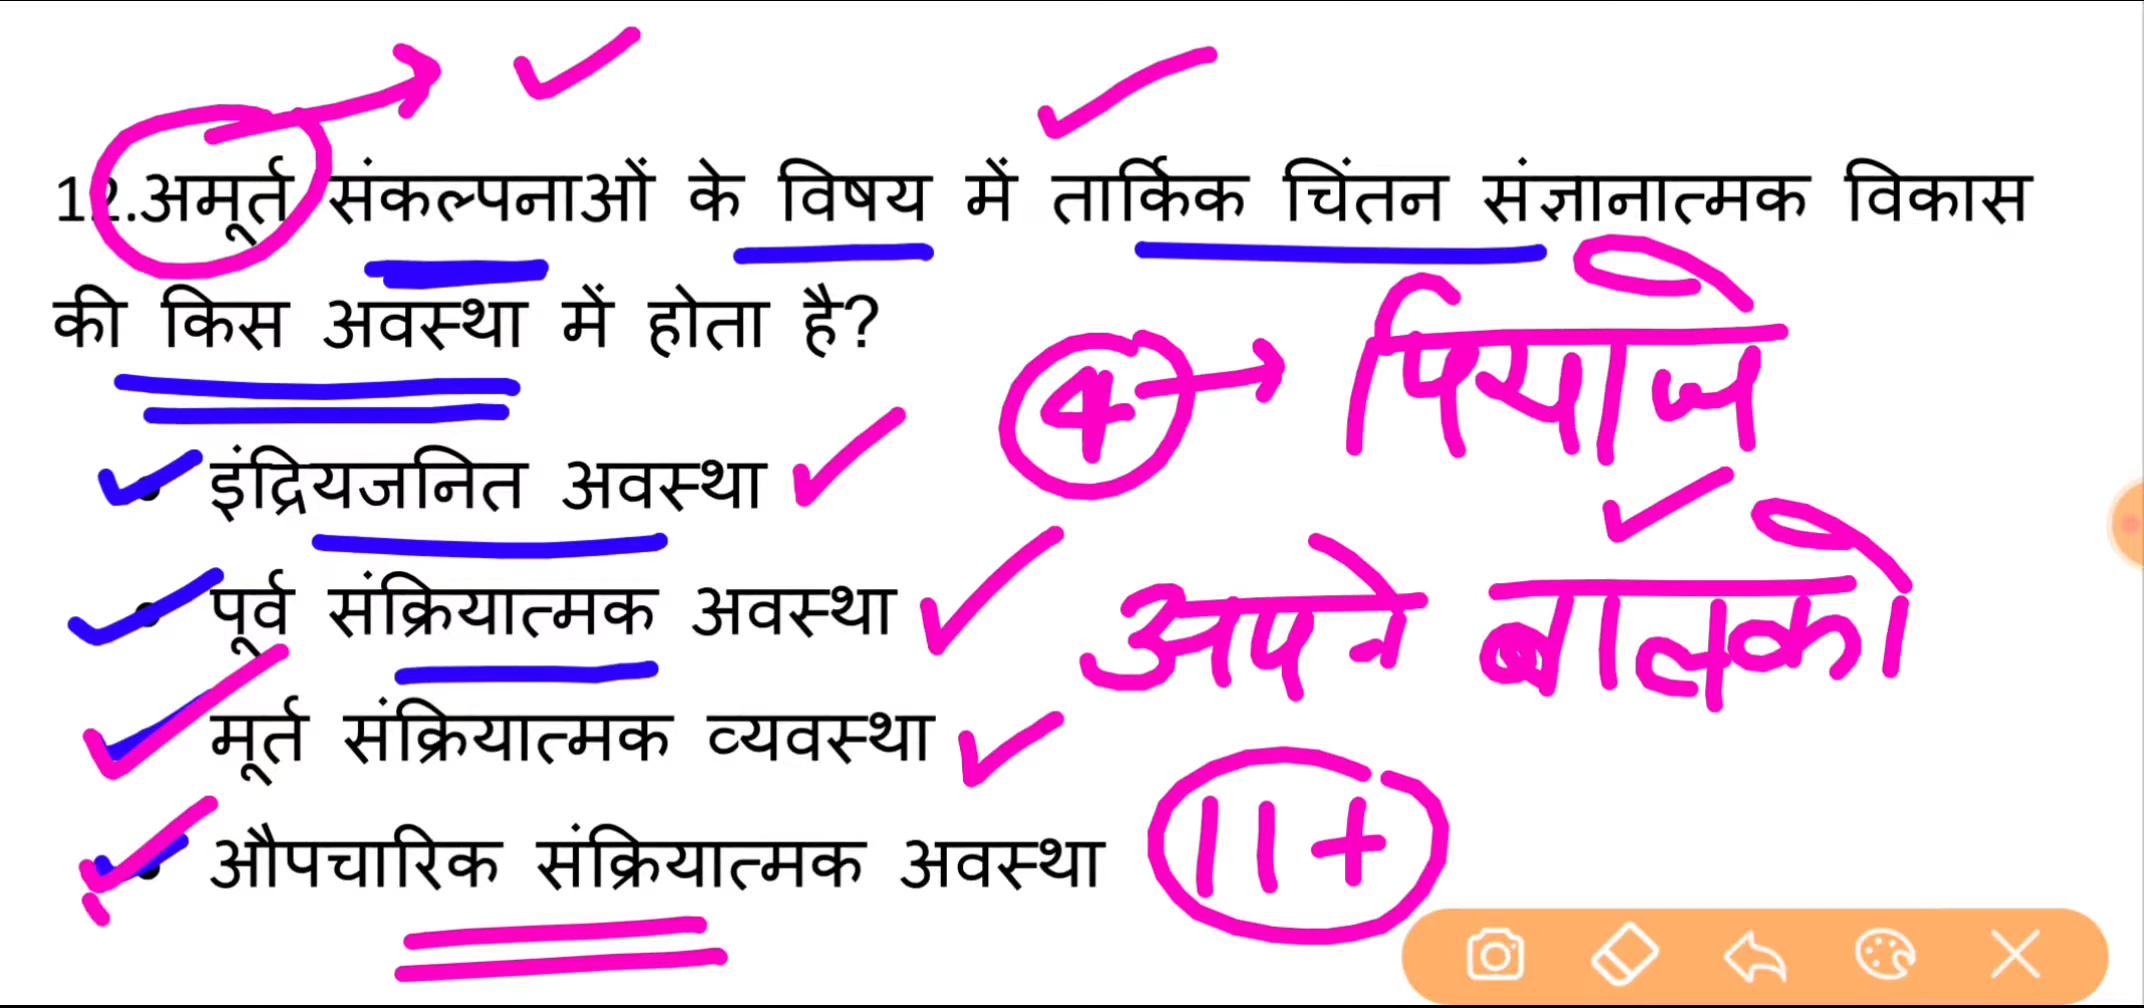 12.अमूर्त संकल्पनाओं के विषय में तार्किक चिंतन संज्ञानात्मक विकास
की किस अवस्था में होता है?
4 → पियाजे
• इंद्रियजनित अवस्था
• पूर्व संक्रियात्मक अवस्था
अपने बालको
मूर्त संक्रियात्मक व्यवस्था
• औपचारिक संक्रियात्मक अवस्था
11+